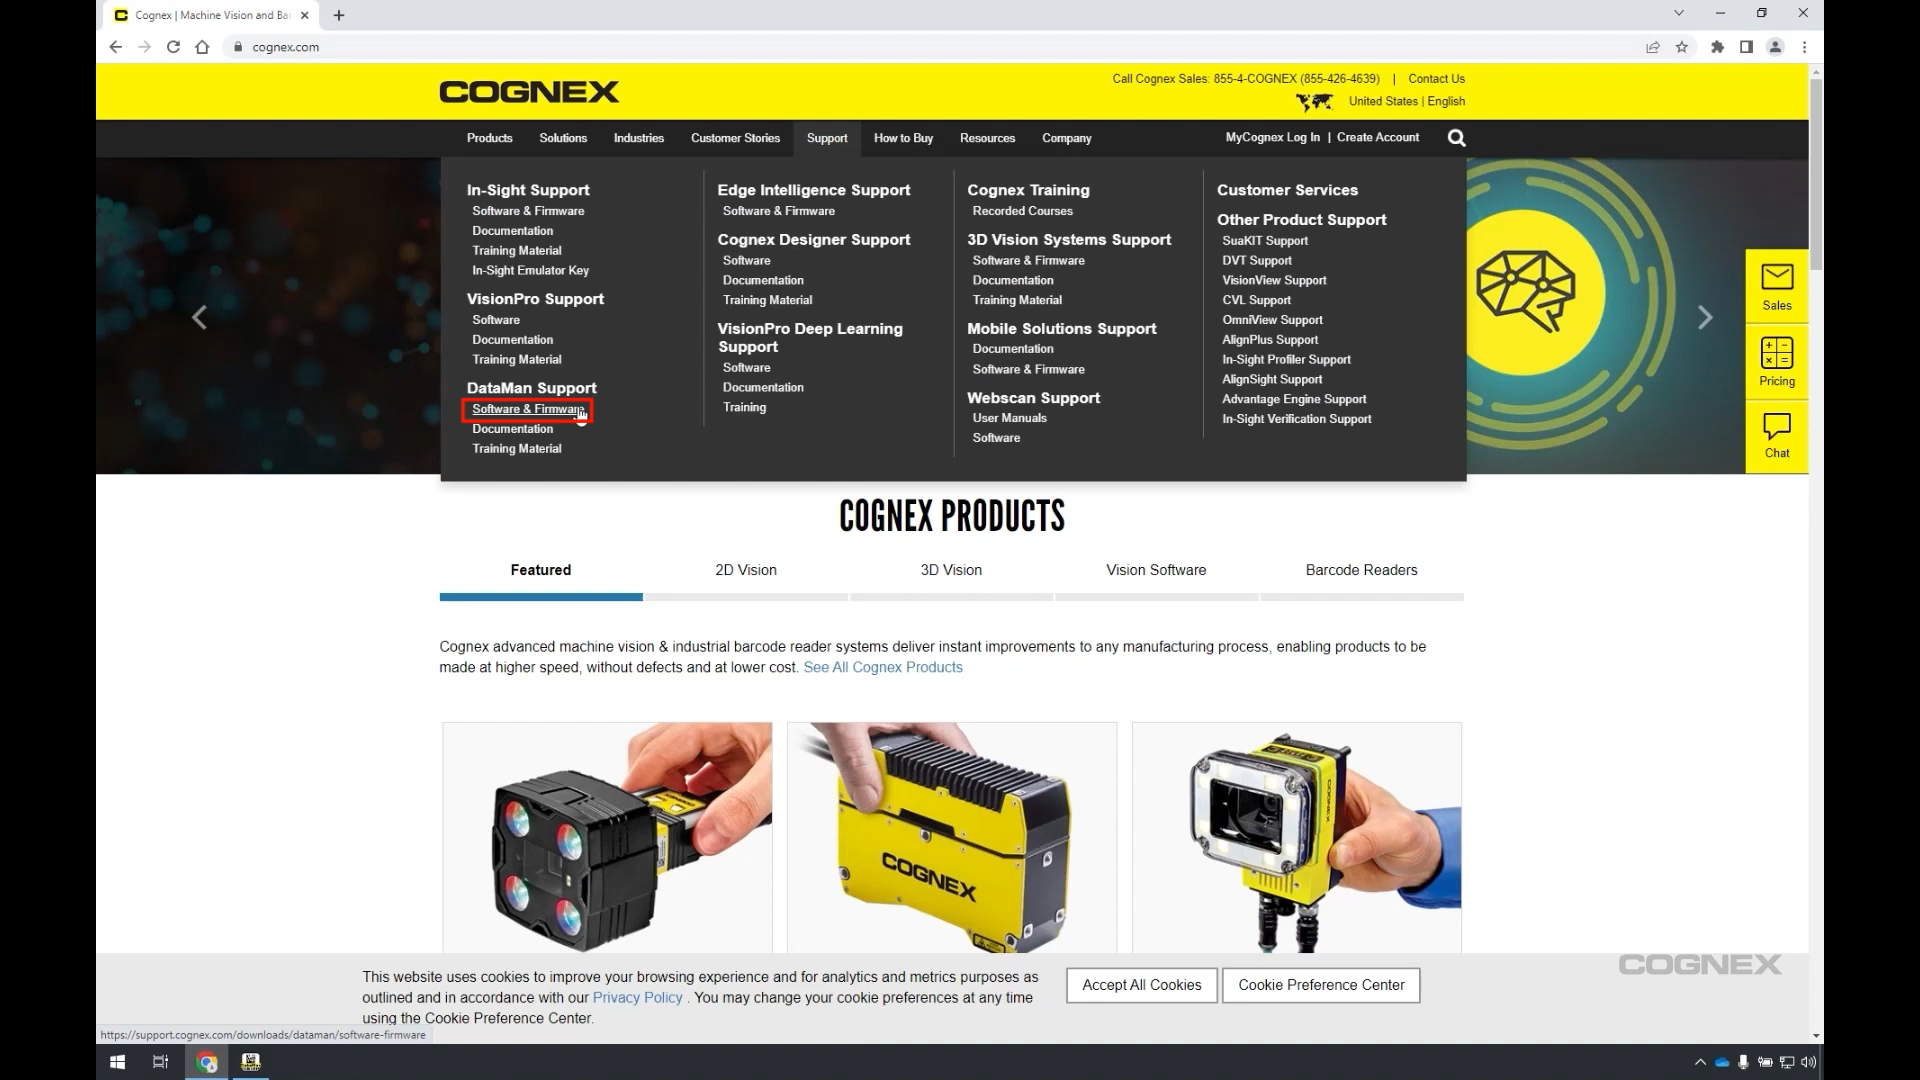 Cognex | Machine Vision and Ba
cognex.com
COGNEX
Call Cognex Sales: 855-4-COGNEX (855-426-4639) | Contact Us
United States | English
Products Solutions Industries Customer Stories Support How to Buy Resources Company MyCognex Log In | Create Account
In-Sight Support
Software & Firmware
Documentation
Training Material
In-Sight Emulator Key
VisionPro Support
Software
Documentation
Training Material
DataMan Support
Software & Firmware
Documentation
Training Material
Edge Intelligence Support
Software & Firmware
Cognex Designer Support
Software
Documentation
Training Material
VisionPro Deep Learning
Support
Software
Documentation
Training
Cognex Training
Recorded Courses
3D Vision Systems Support
Software & Firmware
Documentation
Training Material
Mobile Solutions Support
Documentation
Software & Firmware
Webscan Support
User Manuals
Software
Customer Services
Other Product Support
SuaKIT Support
DVT Support
VisionView Support
CVL Support
OmniView Support
AlignPlus Support
In-Sight Profiler Support
AlignSight Support
Advantage Engine Support
In-Sight Verification Support
Sales
Pricing
Chat
COGNEX PRODUCTS
Featured 2D Vision 3D Vision Vision Software Barcode Readers
Cognex advanced machine vision & industrial barcode reader systems deliver instant improvements to any manufacturing process, enabling products to be
made at higher speed, without defects and at lower cost. See All Cognex Products
COGNEX
COGNEX
This website uses cookies to improve your browsing experience and for analytics and metrics purposes as
outlined and in accordance with our Privacy Policy . You may change your cookie preferences at any time
using the Cookie Preference Center.
Accept All Cookies
Cookie Preference Center
COGNEX
https://support.cognex.com/downloads/dataman/software-firmware